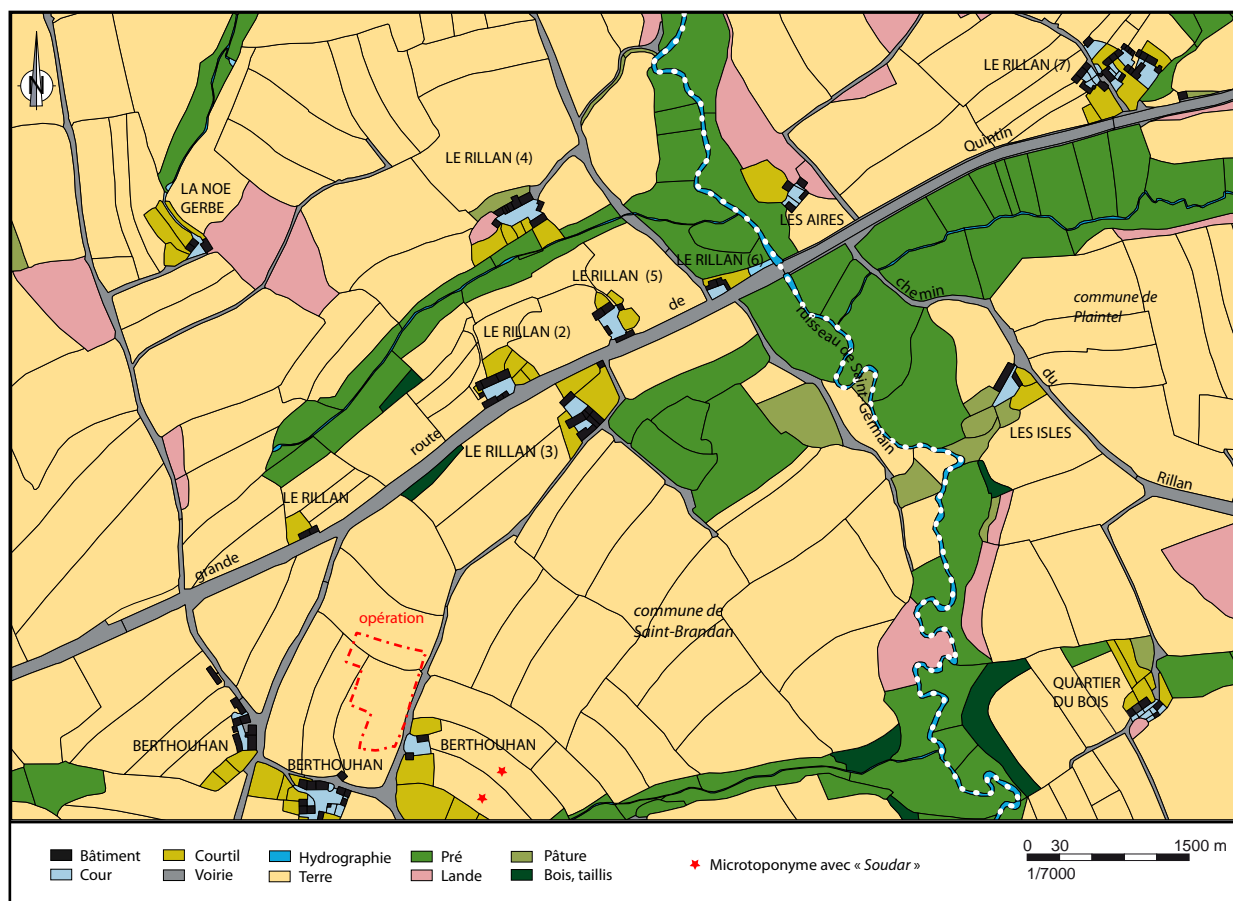 N
LE RILLAN (7)
Quintin
LE RILLAN (4)
LA NOE
GERBE
LES AIRES
LE RILLAN (6)
LE RILLAN (5)
de
chemin
commune de
Plaintel
ruisseau de Saint-Germain
LE RILLAN (2)
du
LES ISLES
route
LE RILLAN (3)
Rillan
LE RILLAN
grande
opération
commune de
Saint-Brandan
QUARTIER
DU BOIS
BERTHOUHAN
BERTHOUHAN
BERTHOUHAN
Bâtiment
Courtil
Hydrographie
Pré
Pâture
Microtoponyme avec « Soudar »
Cour
Voirie
Terre
Lande
Bois, taillis
0 30 1500 m
1/7000